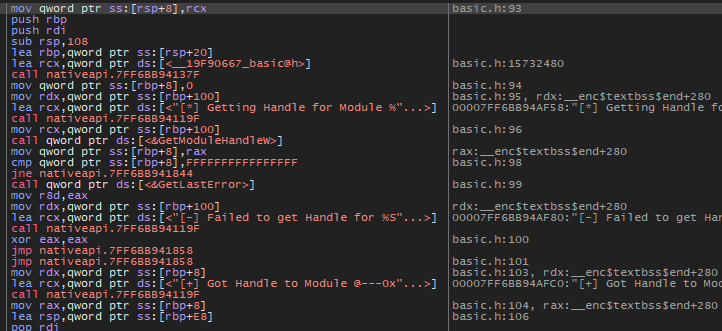 mov qword ptr ss:[rsp+8],rcx basic.h:93
push rbp
push rdi
sub rsp,108
lea rbp,qword ptr ss:[rsp+20]
lea rcx,qword ptr ds:[<__19F90667_basic@h>] basic.h:15732480
call nativeapi.7FF6BB94137F
mov qword ptr ss:[rbp+8],0 basic.h:94
mov rdx,qword ptr ss:[rbp+100] basic.h:95, rdx:__enc$textbss$end+280
lea rcx,qword ptr ds:[<"[*] Getting Handle for Module %"...>] 00007FF6BB94AF58:"[*] Getting Handle fo
call nativeapi.7FF6BB94119F
mov rcx,qword ptr ss:[rbp+100] basic.h:96
call qword ptr ds:[<&GetModuleHandleW>]
mov qword ptr ss:[rbp+8],rax rax:__enc$textbss$end+280
cmp qword ptr ss:[rbp+8],FFFFFFFFFFFFFFFF basic.h:98
jne nativeapi.7FF6BB941844
call qword ptr ds:[<&GetLastError>] basic.h:99
mov r8d,eax
mov rdx,qword ptr ss:[rbp+100] rdx:__enc$textbss$end+280
lea rcx,qword ptr ds:[<"[-] Failed to get Handle for %S"...>] 00007FF6BB94AF80:"[-] Failed to get Har
call nativeapi.7FF6BB94119F
xor eax,eax basic.h:100
jmp nativeapi.7FF6BB941858
jmp nativeapi.7FF6BB941858 basic.h:101
mov rdx,qword ptr ss:[rbp+8] basic.h:103, rdx:__enc$textbss$end+280
lea rcx,qword ptr ds:[<"[+] Got Handle to Module @---0x"...>] 00007FF6BB94AFC0:"[+] Got Handle to Mod
call nativeapi.7FF6BB94119F
mov rax,qword ptr ss:[rbp+8] basic.h:104, rax:__enc$textbss$end+280
lea rsp,qword ptr ss:[rbp+E8] basic.h:106
pop rdi